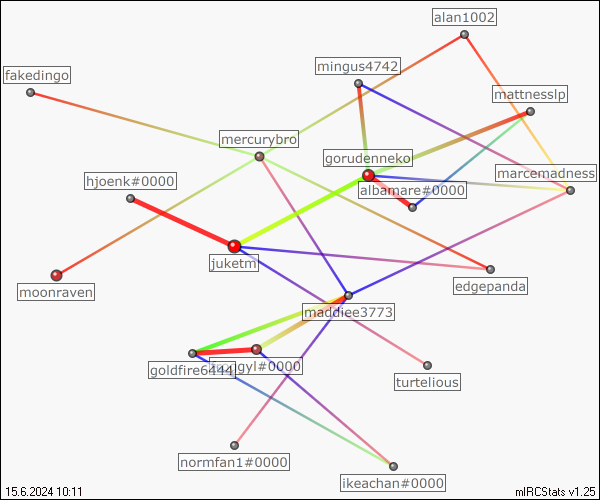 alan1002
mingus4742
fakedingo
mattnesslp
mercurybro
gorudenneko
marcemadness
hjoenk#0000
albamare#0000
juketm
edgepanda
moonraven
maddiee3773
goldfire6444
gyl#0000
turtelious
normfan1#0000
ikeachan#0000
15.6.2024 10:11
mIRCStats v1.25